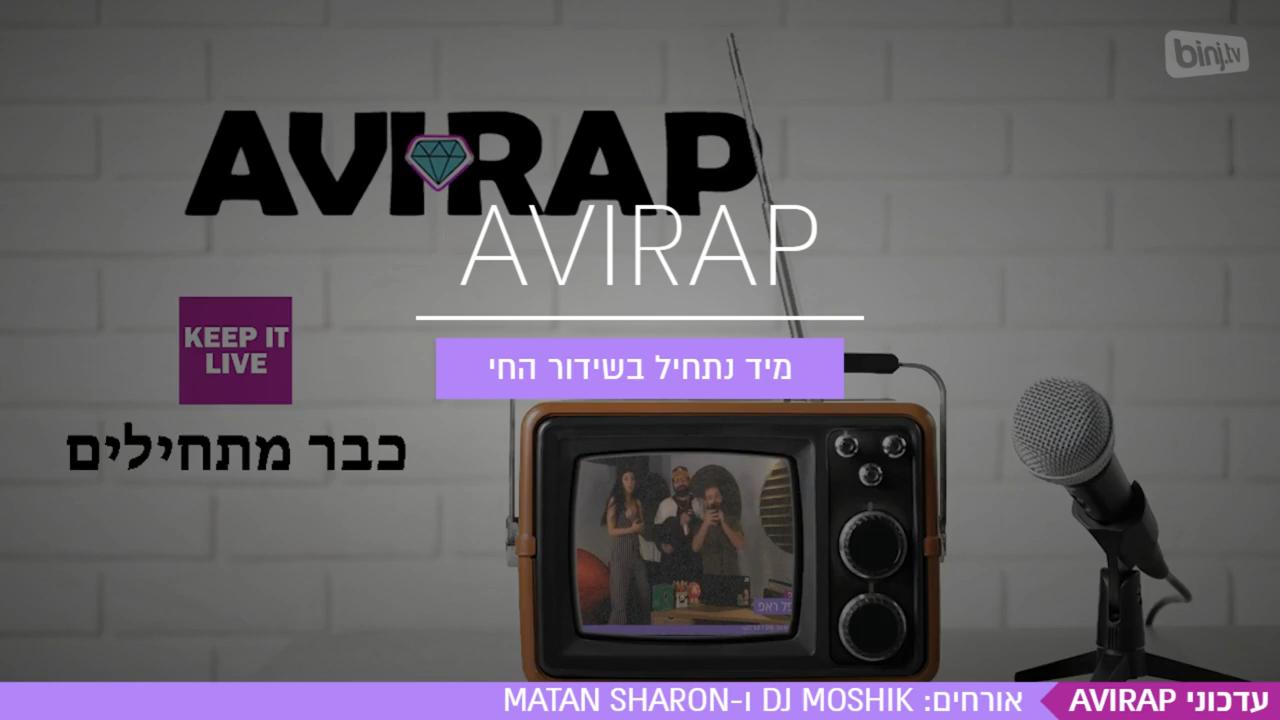 binj.tv
AVIRAP
AVIRAP
KEEP IT
LIVE
מיד נתחיל בשידור החי
כבר מתחילים
ל ראפ
עדכוני AVIRAP
אורחים: DJ MOSHIK ו-MATAN SHARON